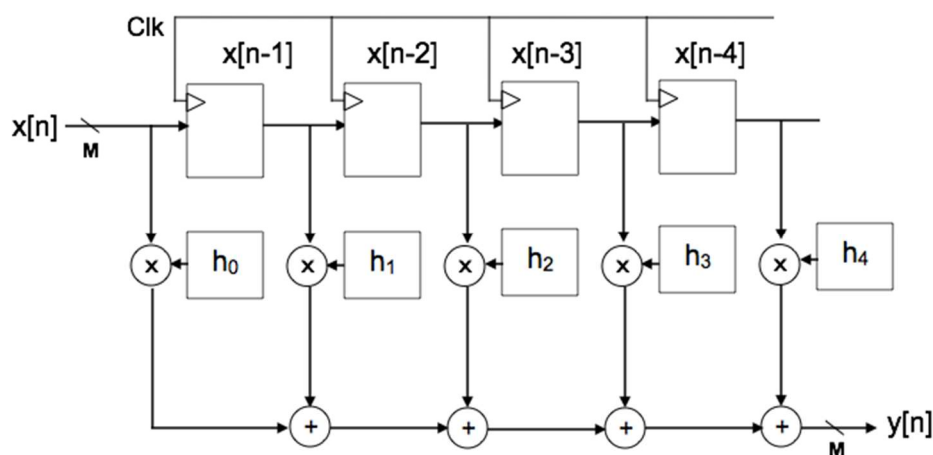 Clk
x[n-1] x[n-2] x[n-3] x[n-4]
x[n]
M
x h₀ x h₁ x h₂ x h₃ x h₄
+ + + + y[n]
M